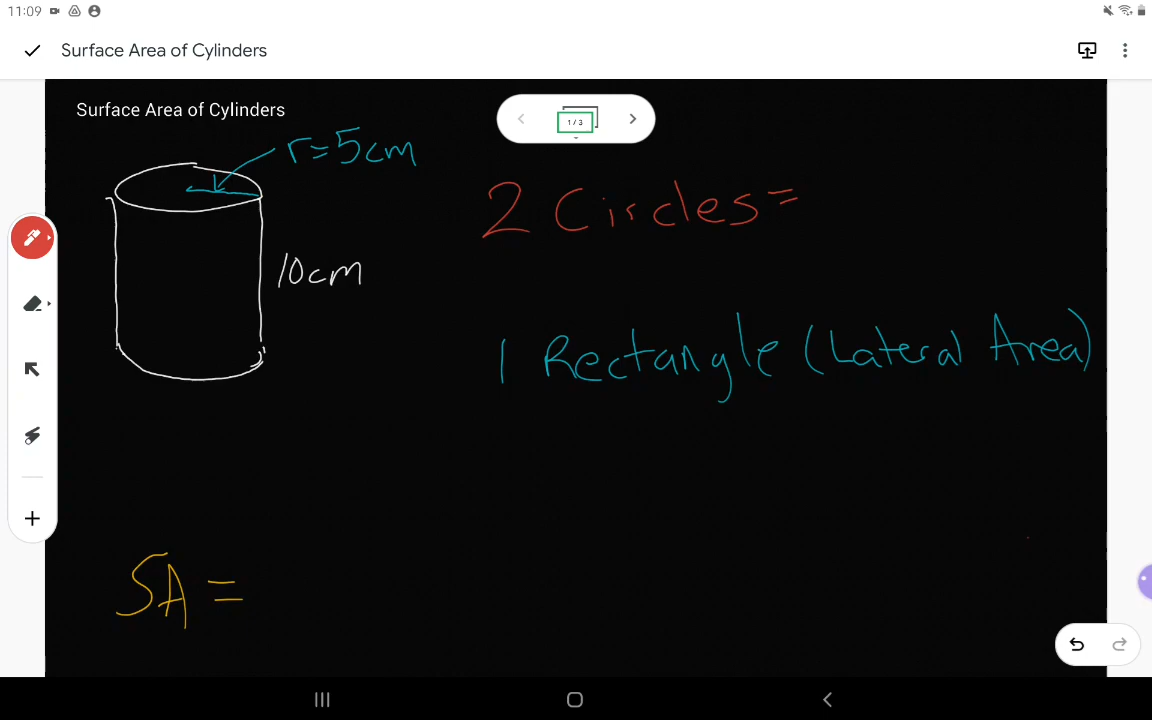 11:09
Surface Area of Cylinders
Surface Area of Cylinders
1 / 3
r=5cm
2 Circles=
10cm
1 Rectangle (Lateral Area)
SA =